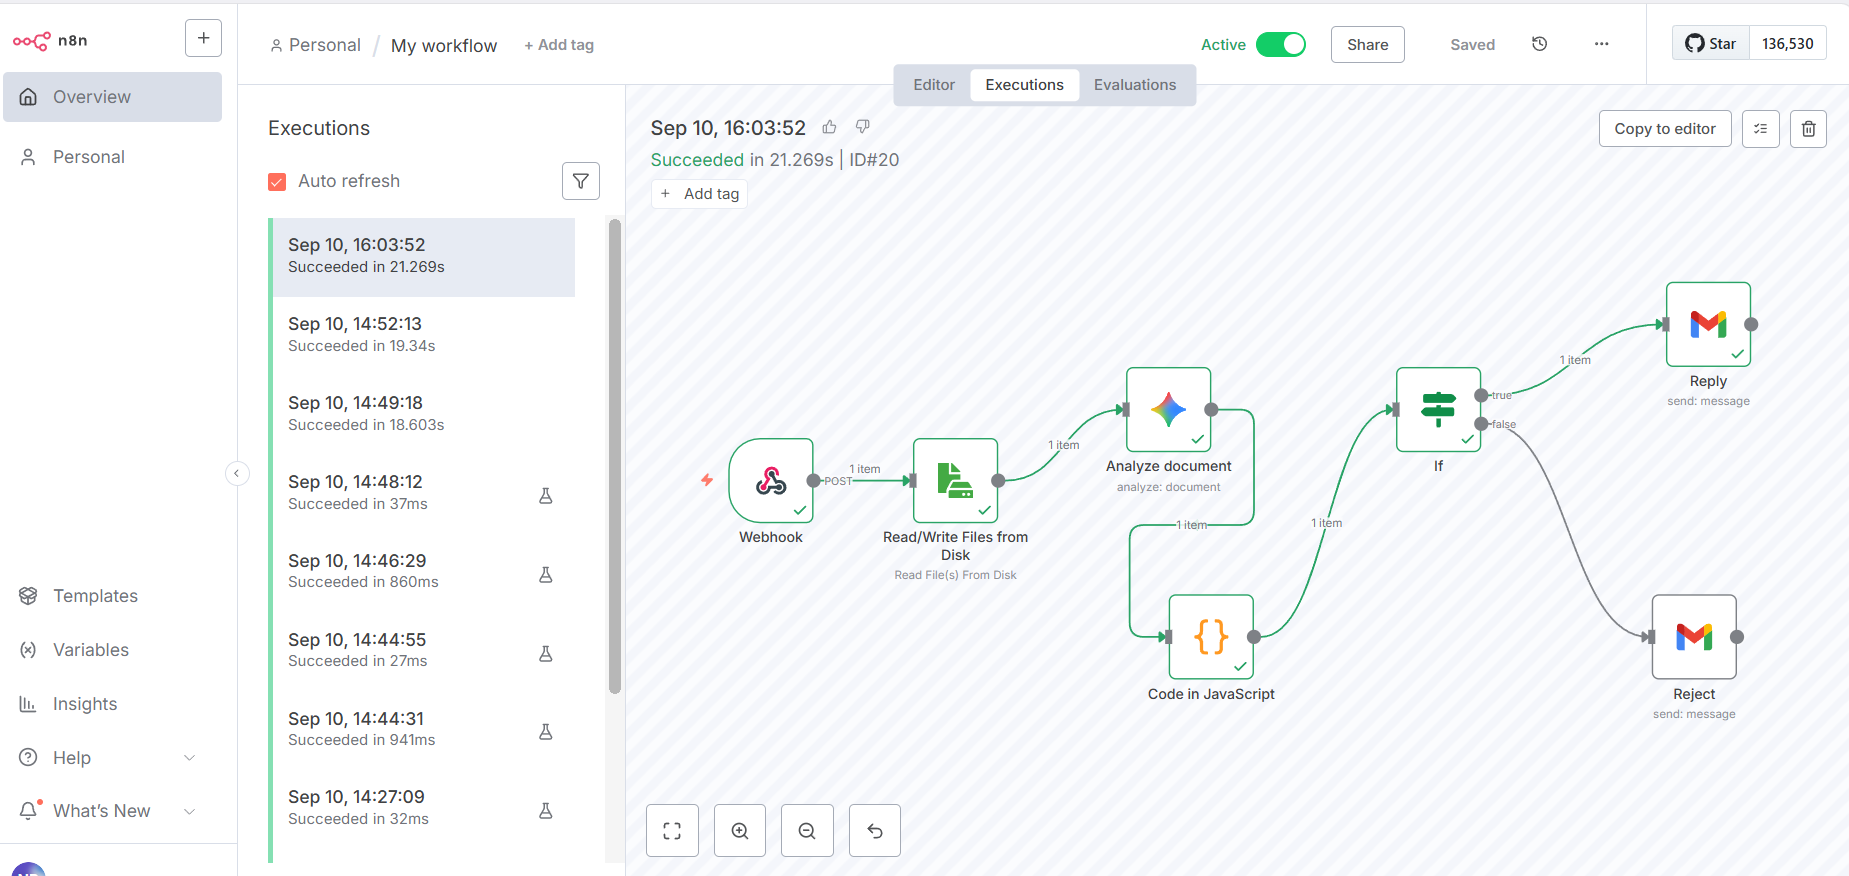 n8n
+
Overview
Personal
Templates
Variables
Insights
Help
What's New
Personal / My workflow + Add tag
Active
Share
Saved
Star 136,530
Editor Executions Evaluations
Executions
Auto refresh
Sep 10, 16:03:52
Succeeded in 21.269s
Sep 10, 14:52:13
Succeeded in 19.34s
Sep 10, 14:49:18
Succeeded in 18.603s
Sep 10, 14:48:12
Succeeded in 37ms
Sep 10, 14:46:29
Succeeded in 860ms
Sep 10, 14:44:55
Succeeded in 27ms
Sep 10, 14:44:31
Succeeded in 941ms
Sep 10, 14:27:09
Succeeded in 32ms
Sep 10, 16:03:52
Succeeded in 21.269s | ID#20
+ Add tag
Copy to editor
POST
1 item
Webhook
Read/Write Files from
Disk
Read File(s) From Disk
1 item
Analyze document
analyze: document
1 item
Code in JavaScript
1 item
If
true
false
1 item
Reply
send: message
Reject
send: message